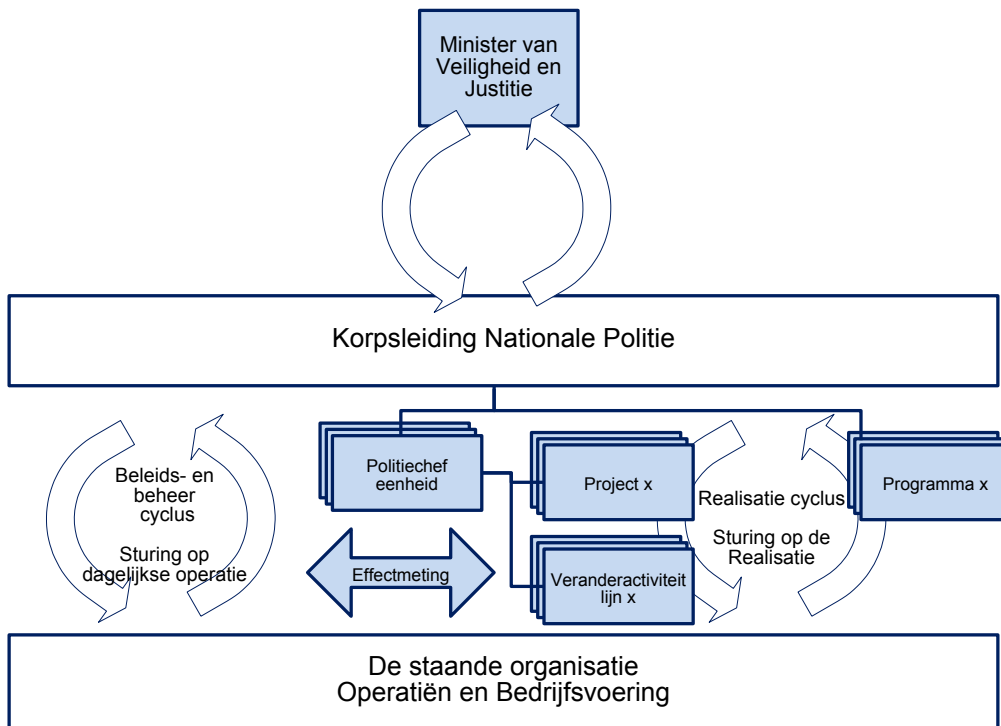 Minister van
Veiligheid en
Justitie
Korpsleiding Nationale Politie
Beleids- en
beheer
cyclus
Sturing op
dagelijkse operatie
Politiechef
eenheid
Effectmeting
Project x
Veranderactiviteit
lijn x
Realisatie cyclus
Sturing op de
Realisatie
Programma x
De staande organisatie
Operatiën en Bedrijfsvoering